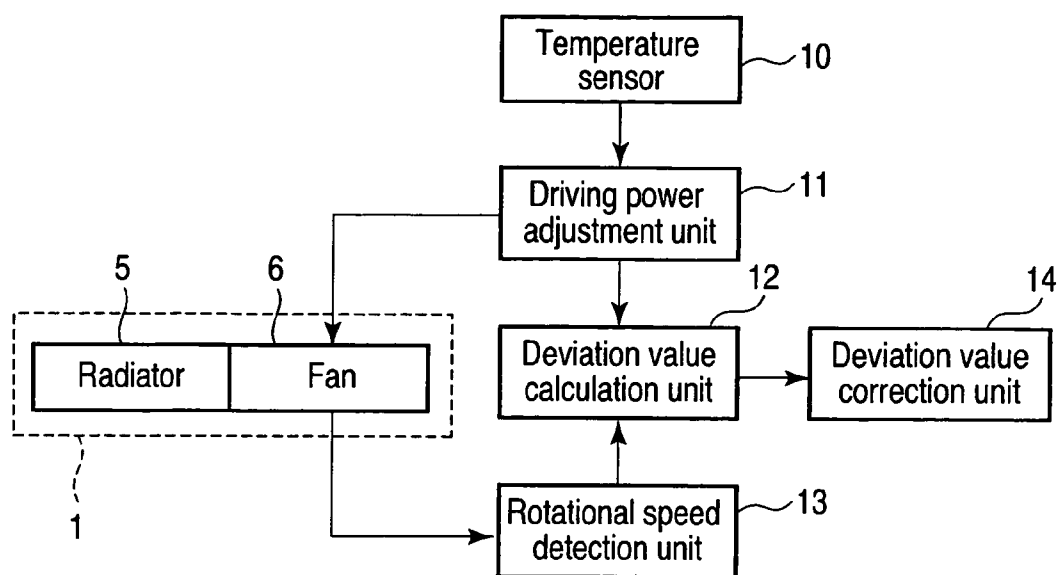 Temperature
sensor
10
Driving power
adjustment unit
11
5
6
12
14
Radiator
Fan
Deviation value
calculation unit
Deviation value
correction unit
1
Rotational speed
detection unit
13